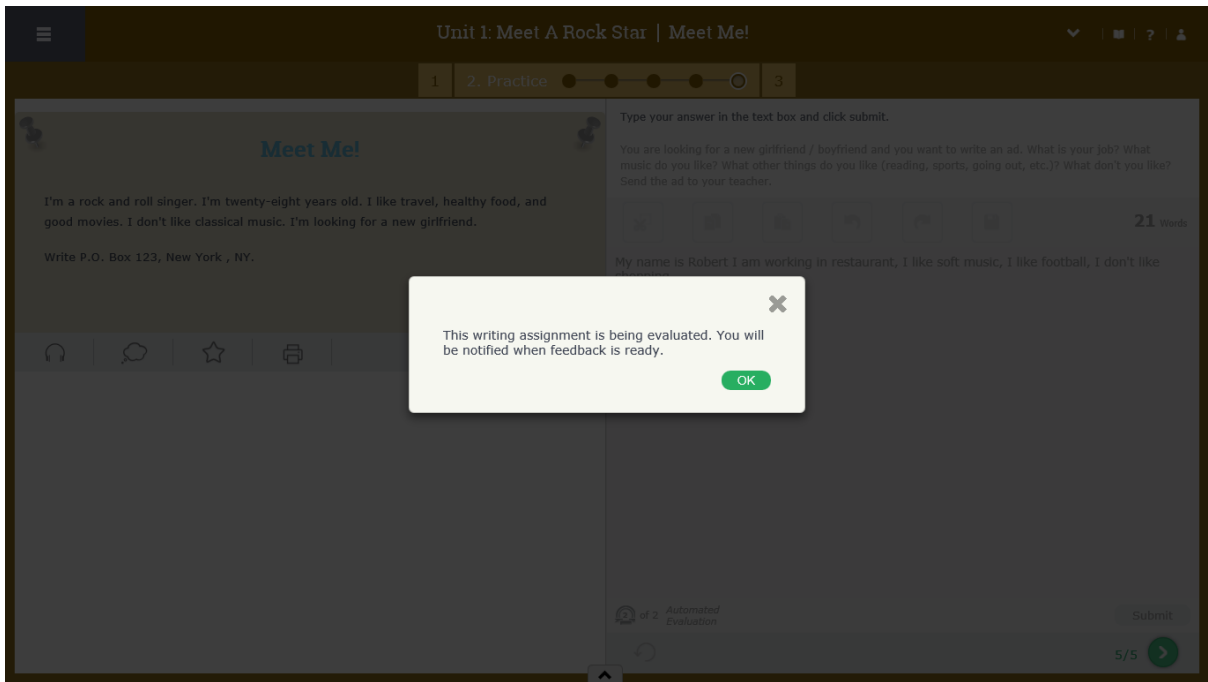 Unit 1: Meet A Rock Star | Meet Me!
?
1
2. Practice
3
Meet Me!
I'm a rock and roll singer. I'm twenty-eight years old. I like travel, healthy food, and
good movies. I don't like classical music. I'm looking for a new girlfriend.
Write P.O. Box 123, New York , NY.
Type your answer in the text box and click submit.
You are looking for a new girlfriend / boyfriend and you want to write an ad. What is your job? What
music do you like? What other things do you like (reading, sports, going out, etc.)? What don't you like?
Send the ad to your teacher.
21 Words
My name is Robert I am working in restaurant, I like soft music, I like football, I don't like
This writing assignment is being evaluated. You will
be notified when feedback is ready.
OK
of 2 Automated
Evaluation
Submit
5/5